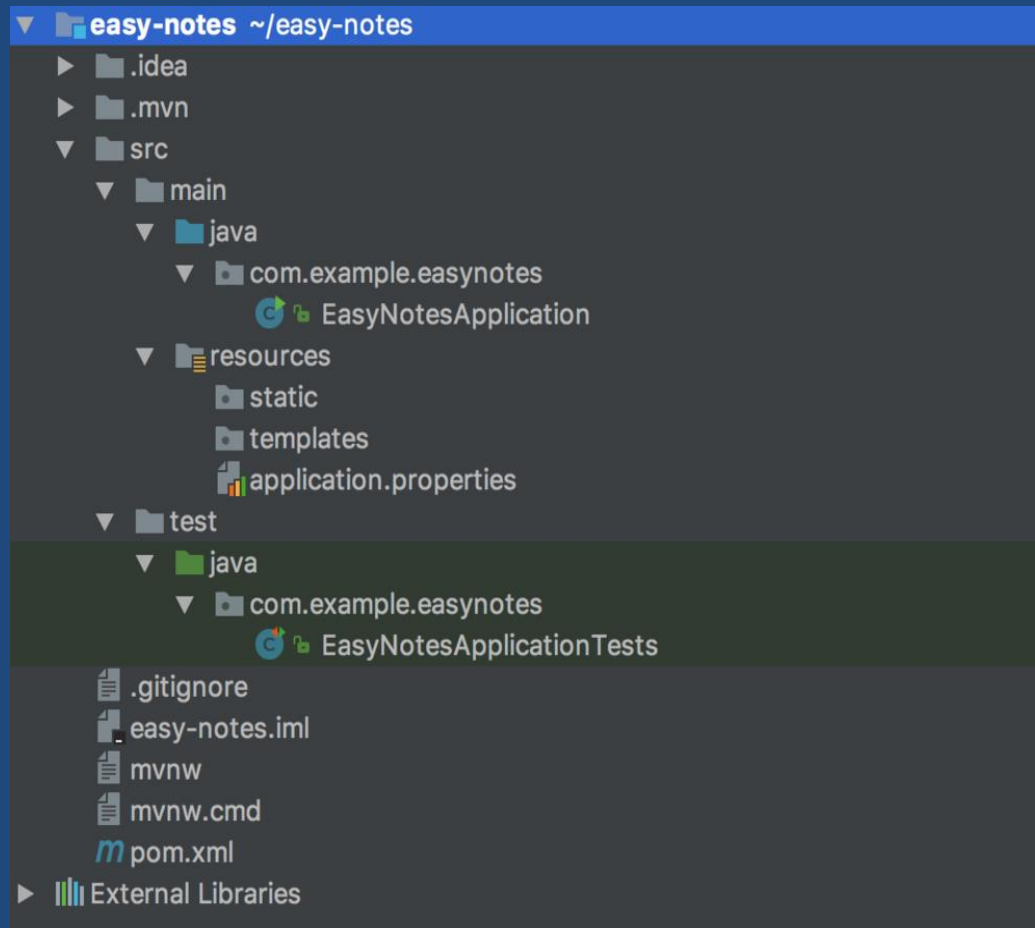 easy-notes ~/easy-notes
.idea
.mvn
src
main
java
com.example.easynotes
EasyNotesApplication
resources
static
templates
application.properties
test
java
com.example.easynotes
EasyNotesApplicationTests
.gitignore
easy-notes.iml
mvnw
mvnw.cmd
pom.xml
External Libraries